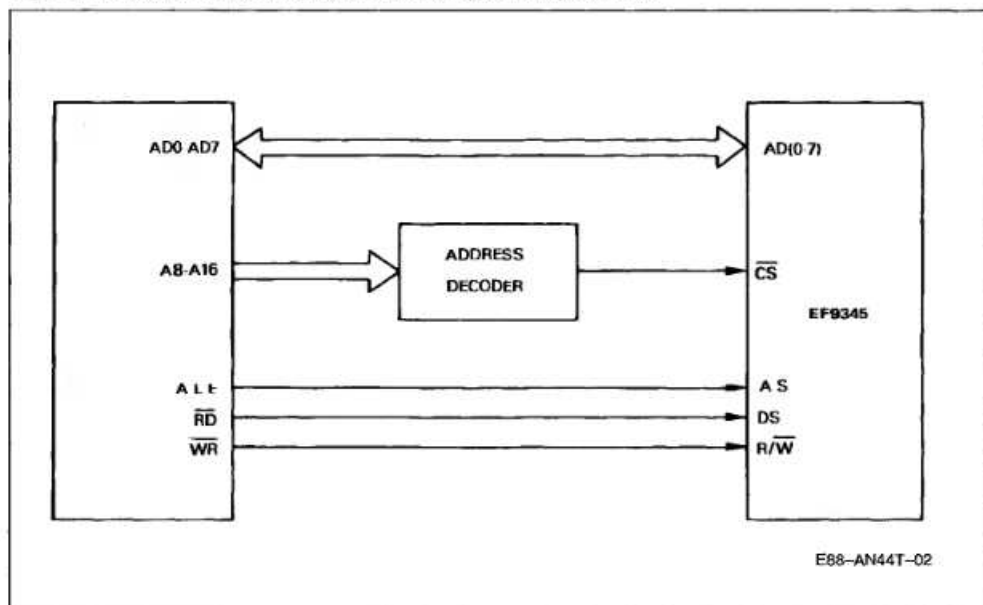 AD0 AD7
AD(0 7)
A8-A16
ADDRESS
DECODER
CS
EF9345
A L E
A S
RD
DS
WR
R/W
E88-AN44T-02